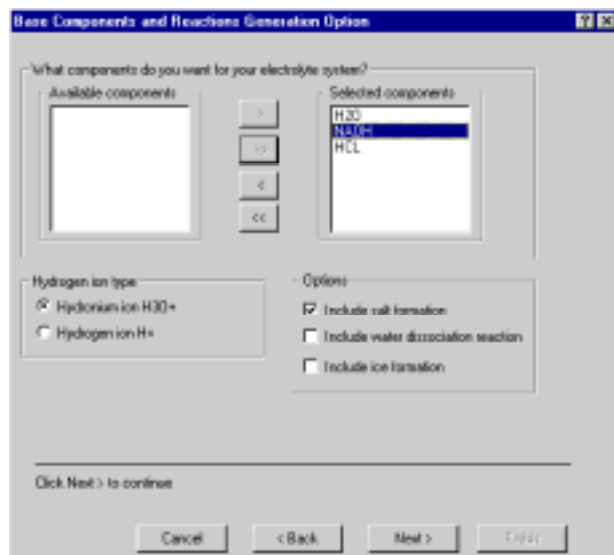 Base Components and Reactions Generation Option
What components do you want for your electrolyte system?
Available components
Selected components
>
>>
<
<<
H2O
NAOH
HCL
Hydrogen ion type
Hydronium ion H3O+
Hydrogen ion H+
Options
Include salt formation
Include water dissociation reaction
Include ice formation
Click Next > to continue
Cancel
< Back
Next >
Finish